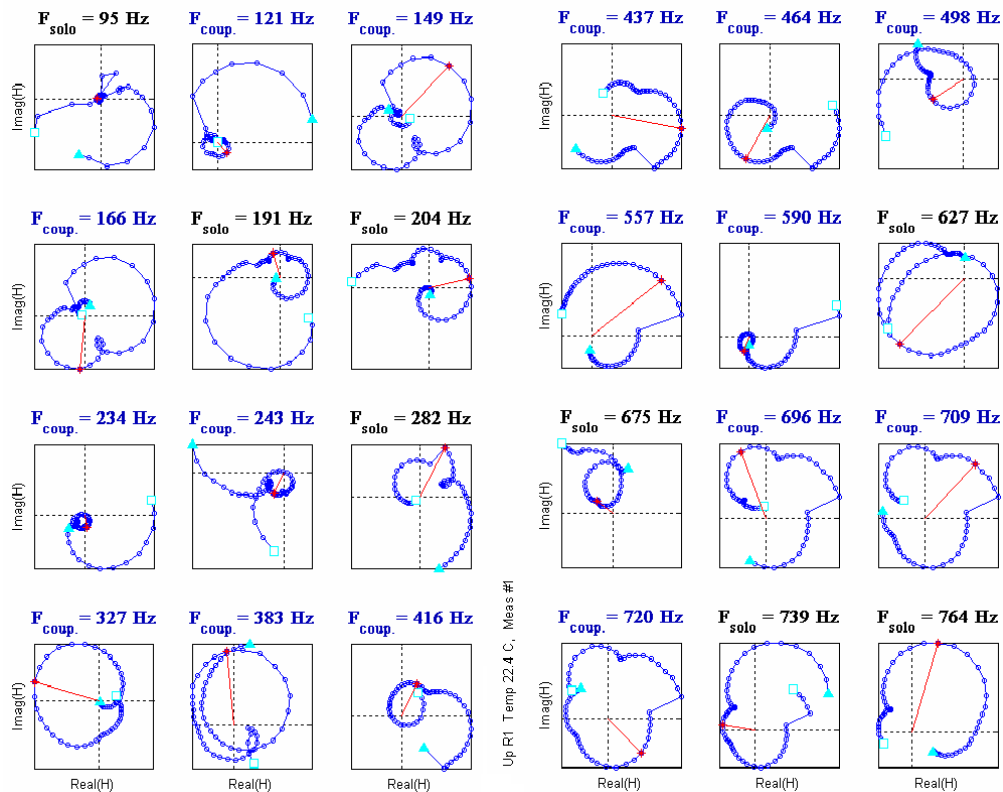 F solo = 95 Hz
F coup. = 121 Hz
F coup. = 149 Hz
F coup. = 437 Hz
F coup. = 464 Hz
F coup. = 498 Hz
Imag(H)
Imag(H)
F coup. = 166 Hz
F solo = 191 Hz
F solo = 204 Hz
F coup. = 557 Hz
F coup. = 590 Hz
F solo = 627 Hz
Imag(H)
Imag(H)
F coup. = 234 Hz
F coup. = 243 Hz
F solo = 282 Hz
F solo = 675 Hz
F coup. = 696 Hz
F coup. = 709 Hz
Imag(H)
Imag(H)
F coup. = 327 Hz
F coup. = 383 Hz
F coup. = 416 Hz
F coup. = 720 Hz
F solo = 739 Hz
F solo = 764 Hz
Imag(H)
Up R1 Temp 22.4 C, Meas #1
Imag(H)
Real(H)
Real(H)
Real(H)
Real(H)
Real(H)
Real(H)